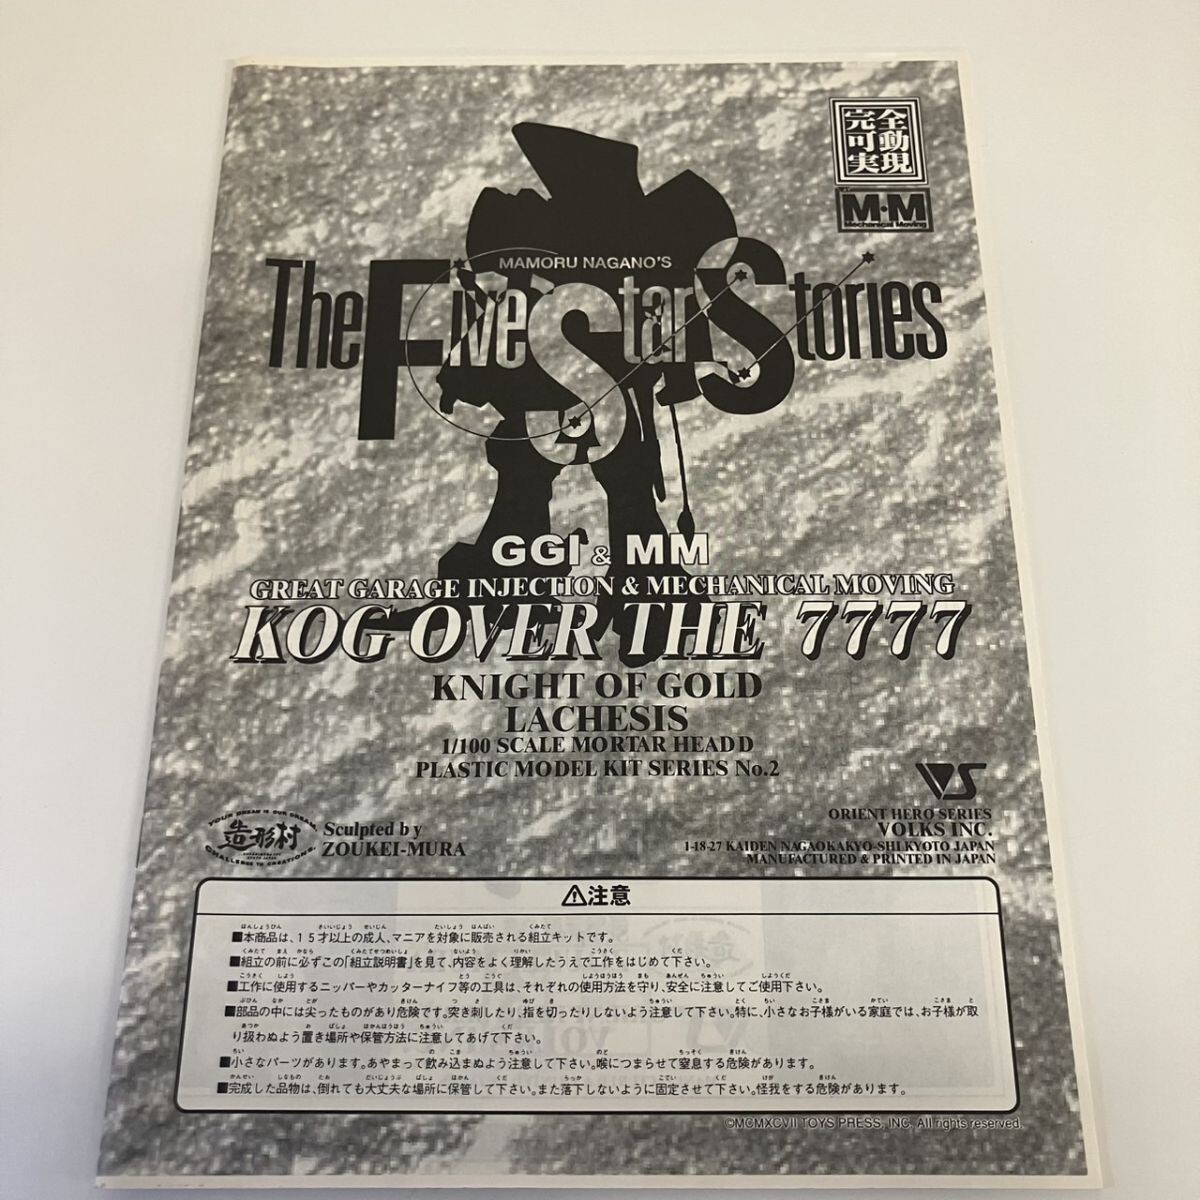 完全
可動
実現
M·M
Mechanical Moving
MAMORU NAGANO'S
The Five Star Stories
GGI & MM
GREAT GARAGE INJECTION & MECHANICAL MOVING
KOG OVER THE 7777
KNIGHT OF GOLD
LACHESIS
1/100 SCALE MORTAR HEADD
PLASTIC MODEL KIT SERIES No.2
VS
ORIENT HERO SERIES
VOLKS INC.
1-18-27 KAIDEN NAGAOKAKYO-SHI.KYOTO JAPAN
MANUFACTURED & PRINTED IN JAPAN
YOUR DREAM IS OUR DREAM.
造形村
CHALLENGE TO CREATIONS.
Sculpted by
ZOUKEI-MURA
⚠注意
■本商品は、15才以上の成人、マニアを対象に販売される組立キットです。
■組立の前に必ずこの「組立説明書」を見て、内容をよく理解したうえで工作をはじめて下さい。
■工作に使用するニッパーやカッターナイフ等の工具は、それぞれの使用方法を守り、安全に注意してご使用下さい。
■部品の中には尖ったものがあり危険です。突き刺したり、指を切ったりしないよう注意して下さい。特に、小さなお子様がいる家庭では、お子様が取
り扱わぬよう置き場所や保管方法に注意してあげて下さい。
■小さなパーツがあります。あやまって飲み込まぬよう注意して下さい。喉につまらせて窒息する危険があります。
■完成した品物は、倒れても大丈夫な場所に保管して下さい。また落下しないように固定させて下さい。怪我をする危険があります。
©MCMXCVII TOYS PRESS, INC. All rights reserved.